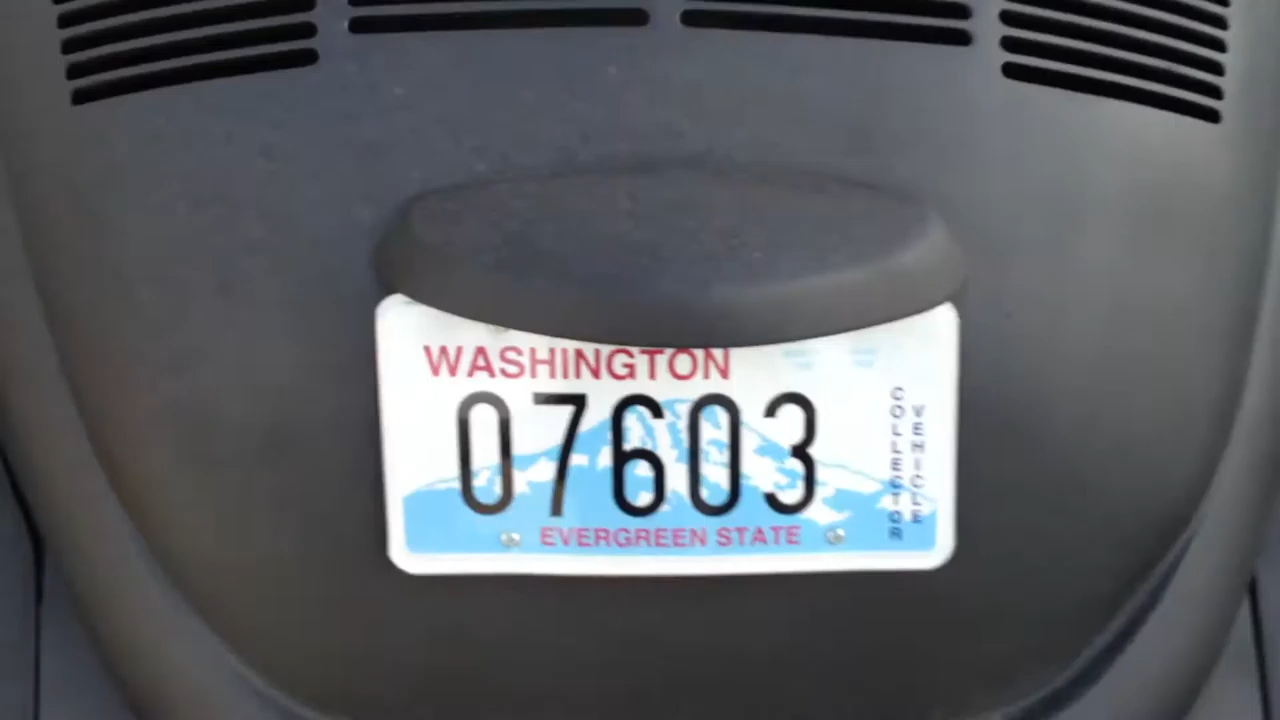 WASHINGTON
07603
COLLECTOR
VEHICLE
EVERGREEN STATE